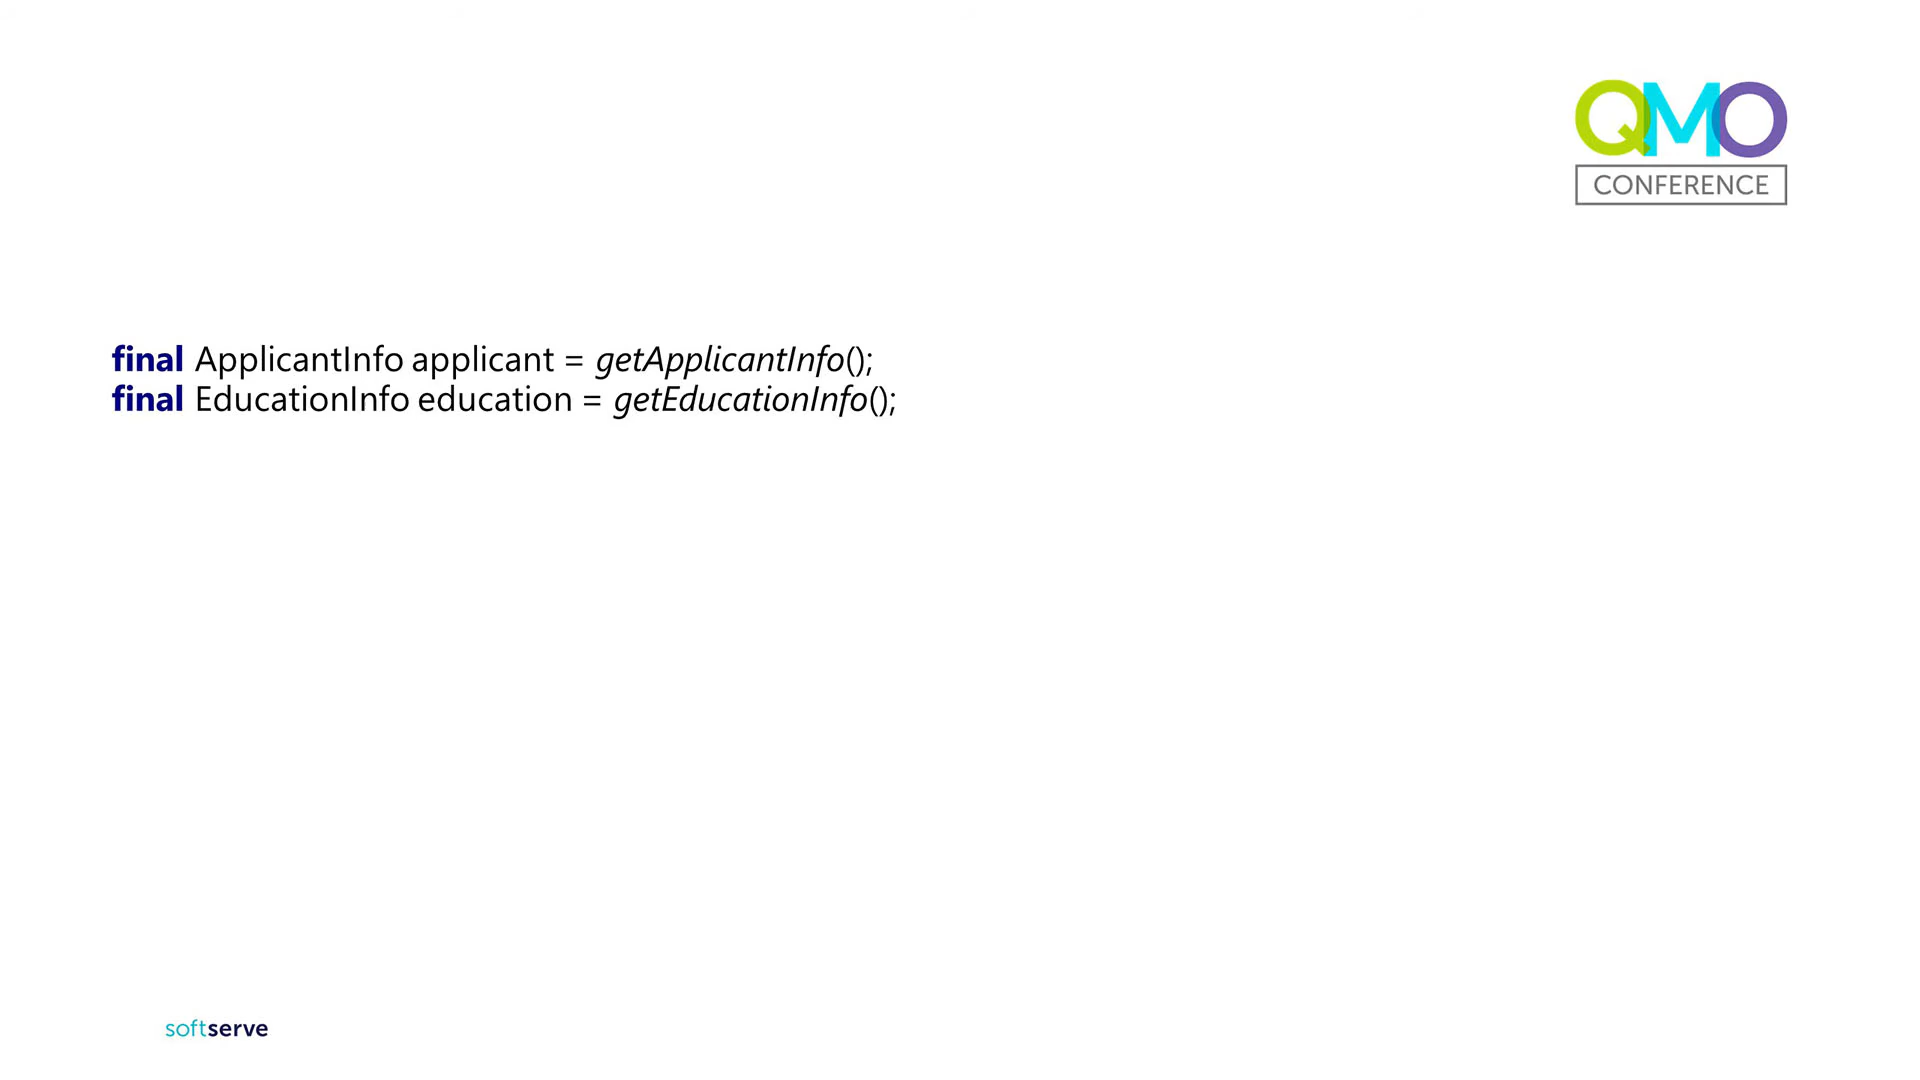 QMO
CONFERENCE
final ApplicantInfo applicant = getApplicantInfo();
final EducationInfo education = getEducationInfo();
softserve